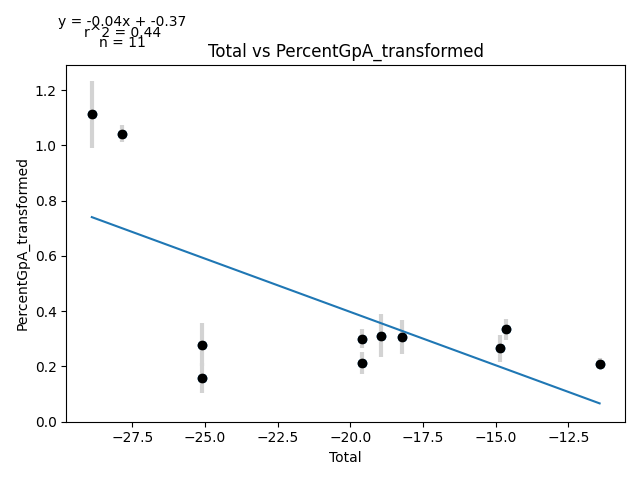 y = -0.04x + -0.37
r^2 = 0.44
n = 11
Total vs PercentGpA_transformed
1.2
1.0
0.8
0.6
0.4
0.2
0.0
PercentGpA_transformed
−27.5 −25.0 −22.5 −20.0 −17.5 −15.0 −12.5
Total